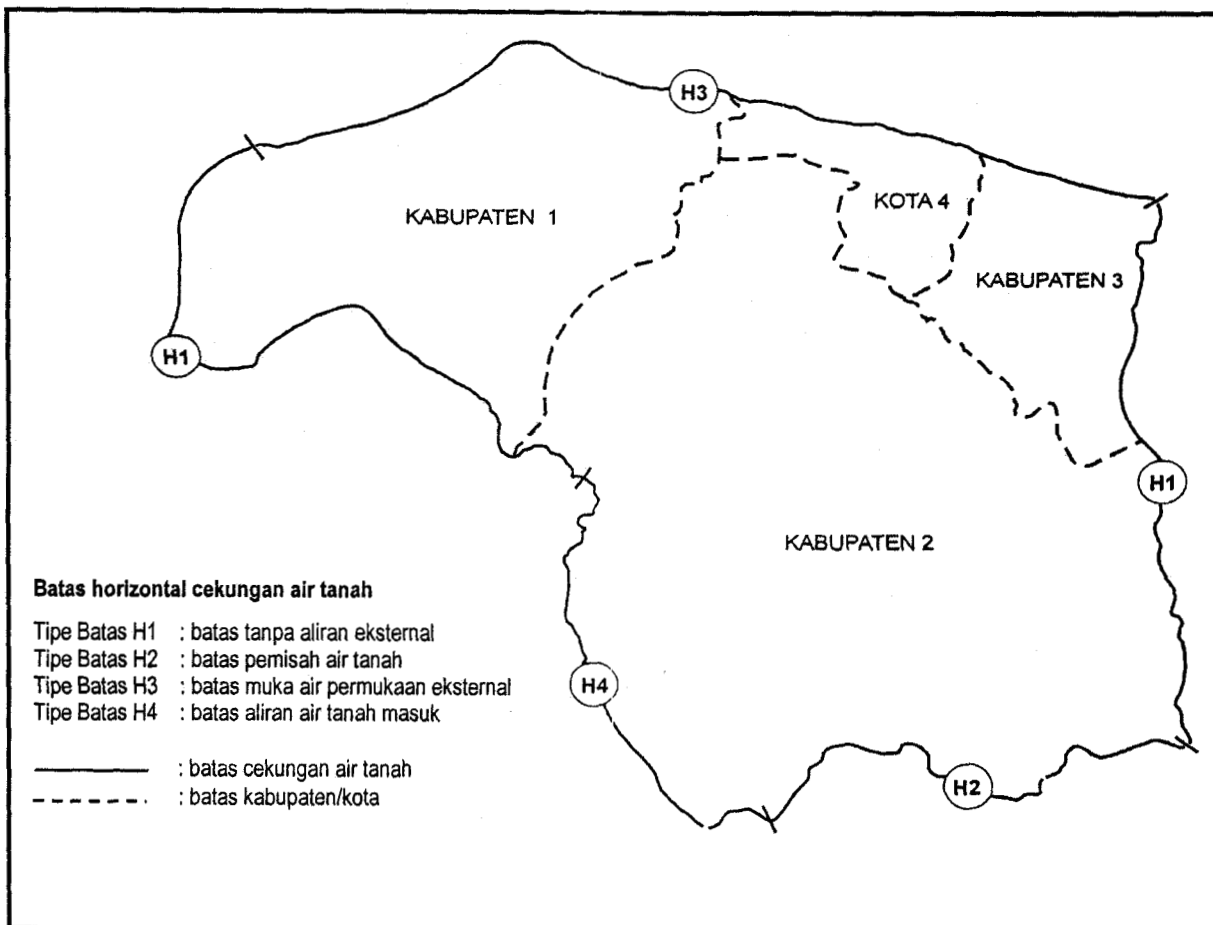 H3
KABUPATEN 1
KOTA 4
KABUPATEN 3
H1
H1
KABUPATEN 2
H4
H2
Batas horizontal cekungan air tanah
Tipe Batas H1 : batas tanpa aliran eksternal
Tipe Batas H2 : batas pemisah air tanah
Tipe Batas H3 : batas muka air permukaan eksternal
Tipe Batas H4 : batas aliran air tanah masuk
: batas cekungan air tanah
: batas kabupaten/kota